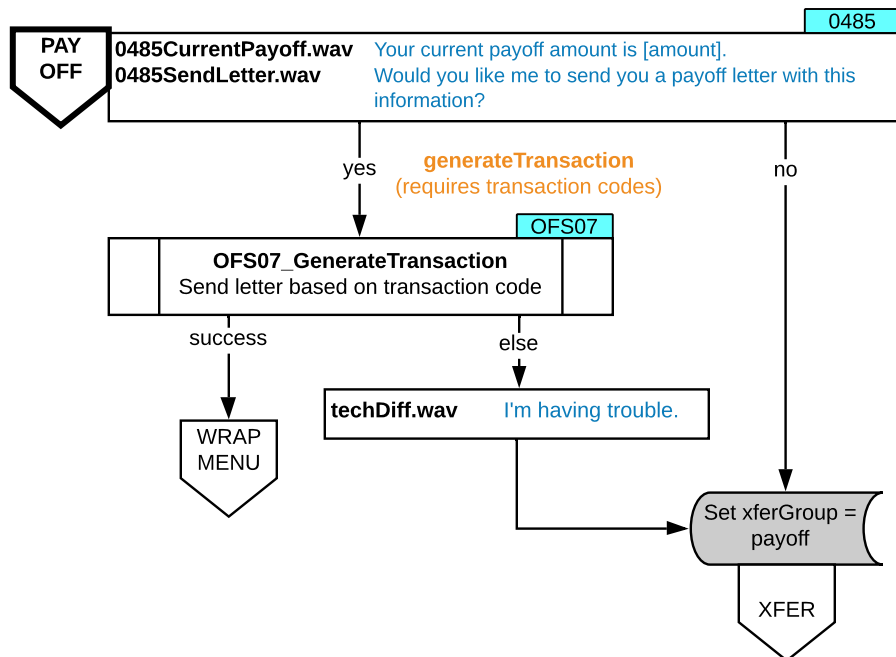 0485
PAY
OFF
0485CurrentPayoff.wav Your current payoff amount is [amount].
0485SendLetter.wav Would you like me to send you a payoff letter with this
information?
yes
generateTransaction
(requires transaction codes)
no
OFS07
OFS07_GenerateTransaction
Send letter based on transaction code
success
else
techDiff.wav I'm having trouble.
WRAP
MENU
Set xferGroup =
payoff
XFER